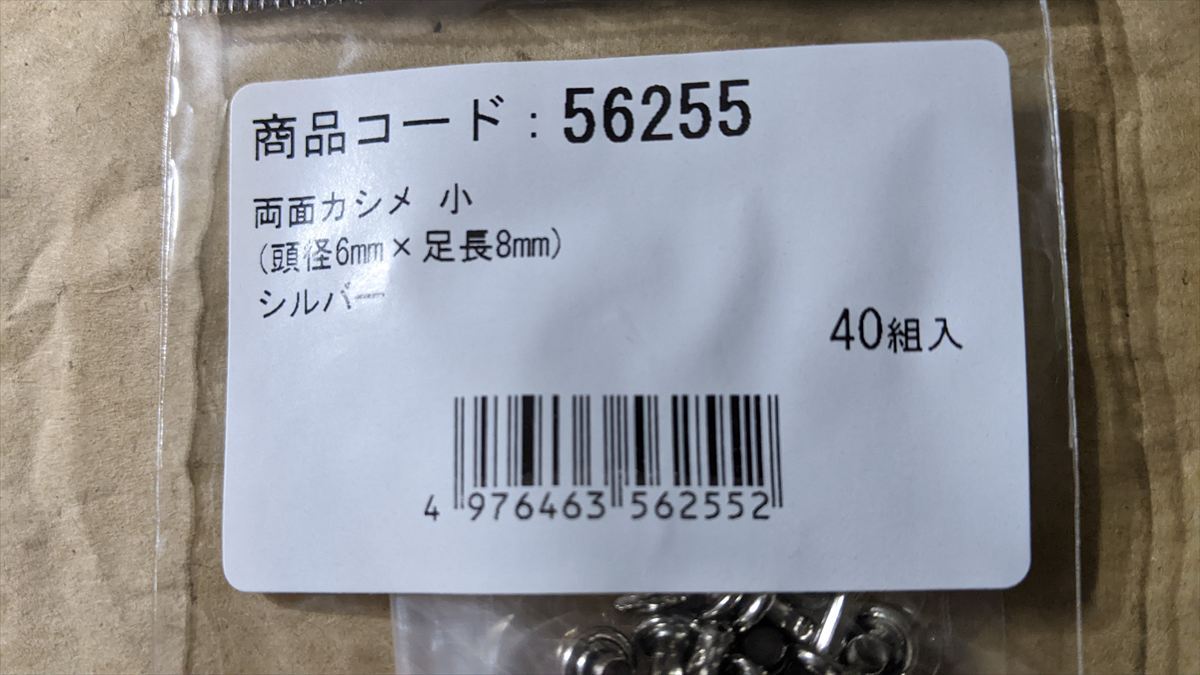 商品コード：56255
両面カシメ 小
(頭径6mm×足長8mm)
シルバー
40組入
4 976463 562552